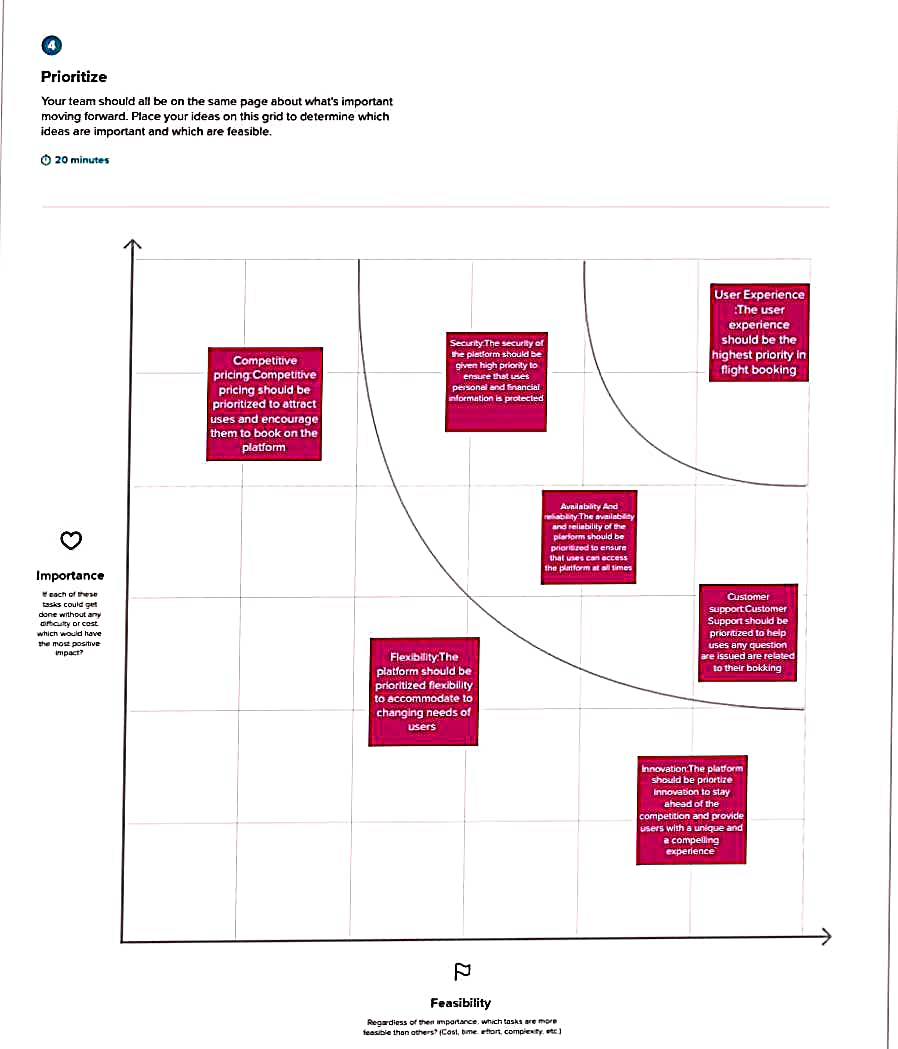 4
Prioritize
Your team should all be on the same page about what's important
moving forward. Place your ideas on this grid to determine which
ideas are important and which are feasible.
20 minutes
User Experience
:The user
experience
should be the
highest priority in
flight booking
Security:The security of
the platform should be
given high priority to
ensure that uses
personal and financial
information is protected
Competitive
pricing:Competitive
pricing should be
prioritized to attract
uses and encourage
them to book on the
platform
Availability And
reliability:The availability
and reliability of the
plarform should be
prioritized to ensure
that uses can access
the platform at all times
Importance
If each of these
tasks could get
done without any
difficulty or cost,
which would have
the most positive
impact?
Customer
support:Customer
Support should be
prioritized to help
uses any question
are issued are related
to their bokking
Flexibility:The
platform should be
prioritized flexibility
to accommodate to
changing needs of
users
Innovation:The platform
should be priortize
innovation to stay
ahead of the
competition and provide
users with a unique and
a compelling
experience
Feasibility
Regardless of their importance, which tasks are more
feasible than others? (Cost, time, effort, complexity, etc.)